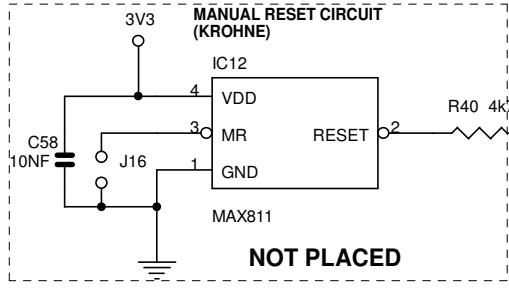 3V3
MANUAL RESET CIRCUIT
(KROHNE)
IC12
4
VDD
R40 4k
C58
10NF
J16
3
MR
RESET
2
1
GND
MAX811
NOT PLACED